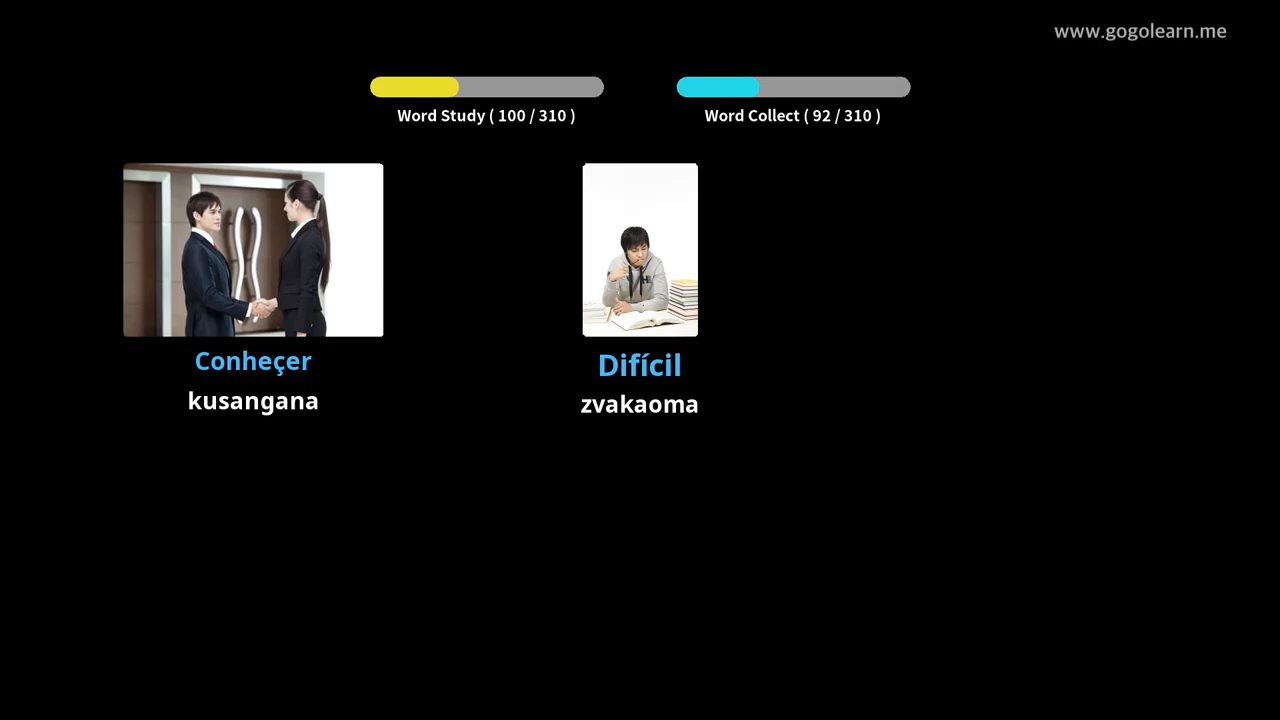 www.gogolearn.me
Word Study ( 100 / 310 )
Word Collect ( 92 / 310 )
Conheçer
kusangana
Difícil
zvakaoma